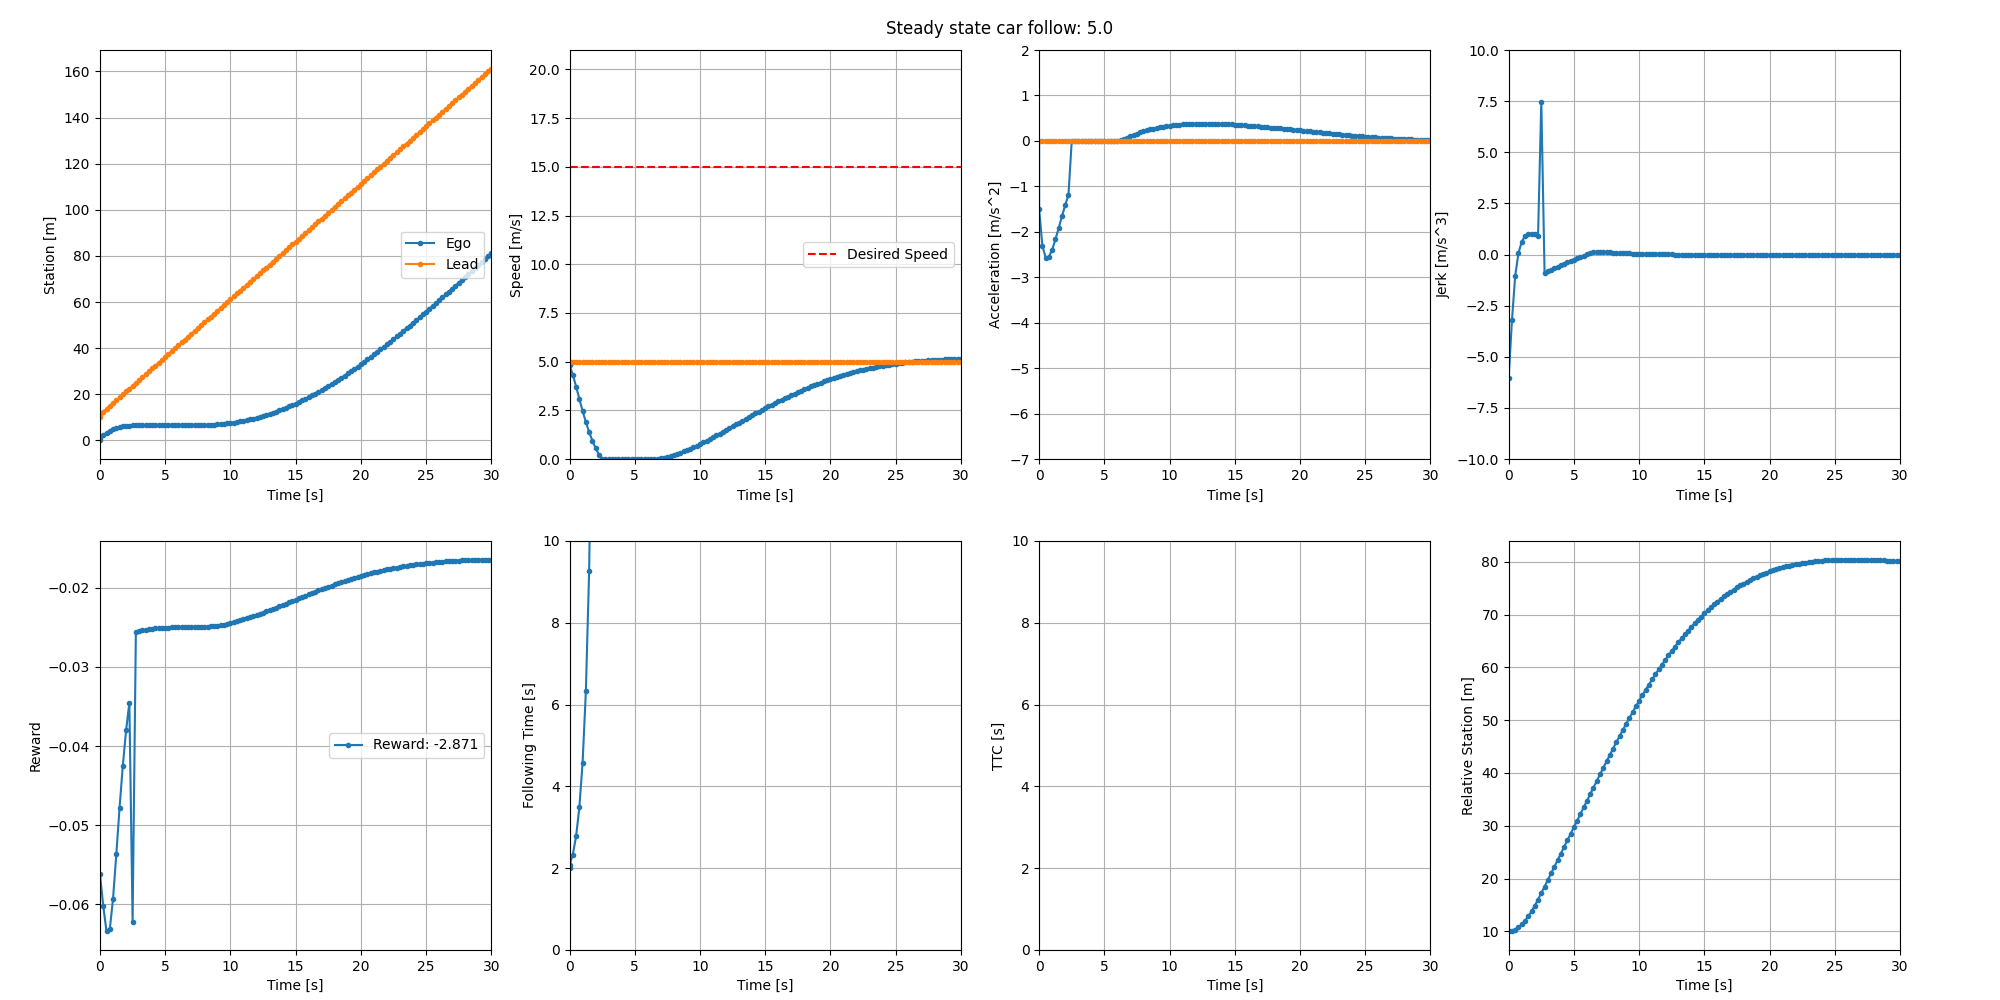 Steady state car follow: 5.0
Station [m]
160
140
120
100
80
60
40
20
0
Ego
Lead
0 5 10 15 20 25 30
Time [s]
Speed [m/s]
20.0
17.5
15.0
12.5
10.0
7.5
5.0
2.5
0.0
Desired Speed
0 5 10 15 20 25 30
Time [s]
Acceleration [m/s^2]
2
1
0
−1
−2
−3
−4
−5
−6
−7
0 5 10 15 20 25 30
Time [s]
Jerk [m/s^3]
10.0
7.5
5.0
2.5
0.0
−2.5
−5.0
−7.5
−10.0
0 5 10 15 20 25 30
Time [s]
Reward
−0.02
−0.03
−0.04
−0.05
−0.06
Reward: -2.871
0 5 10 15 20 25 30
Time [s]
Following Time [s]
10
8
6
4
2
0
0 5 10 15 20 25 30
Time [s]
TTC [s]
10
8
6
4
2
0
0 5 10 15 20 25 30
Time [s]
Relative Station [m]
80
70
60
50
40
30
20
10
0 5 10 15 20 25 30
Time [s]